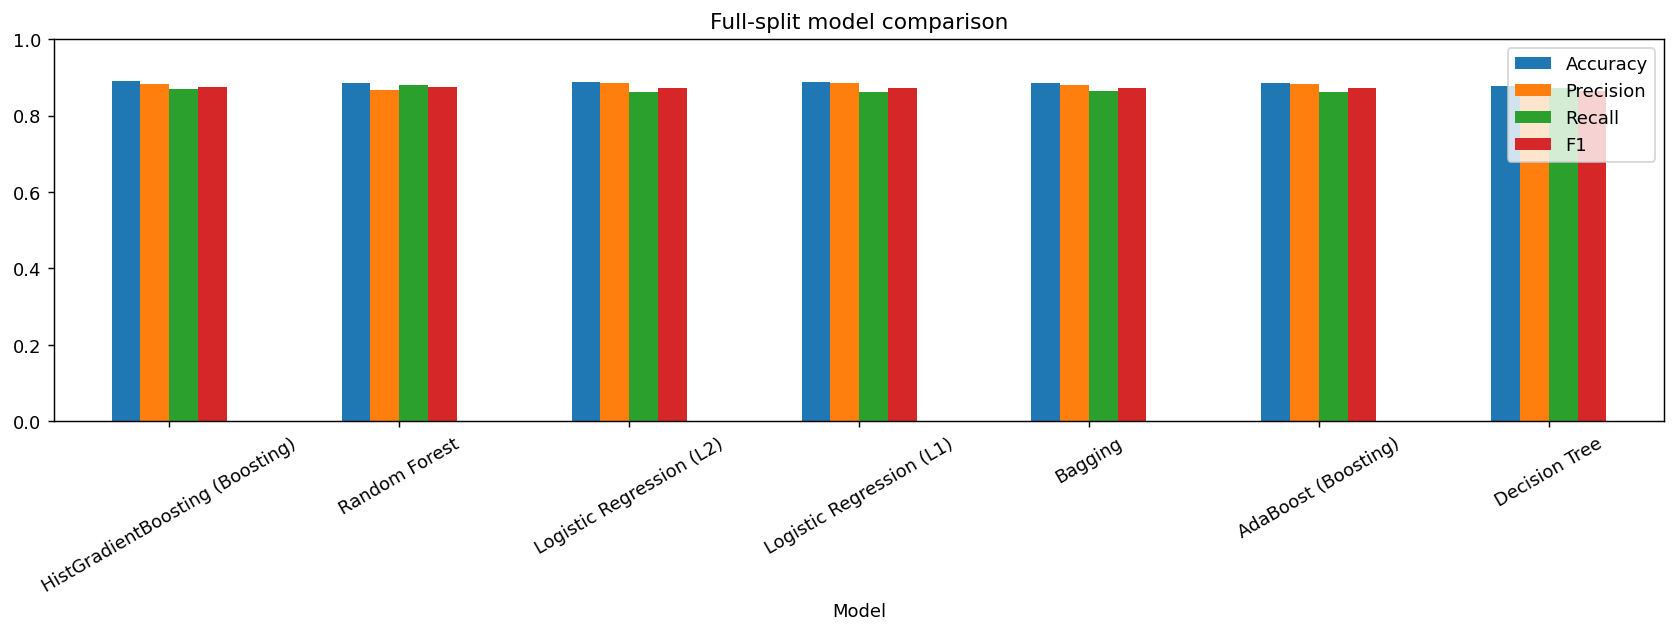 Full-split model comparison
1.0
0.8
0.6
0.4
0.2
0.0
Accuracy
Precision
Recall
F1
HistGradientBoosting (Boosting)
Random Forest
Logistic Regression (L2)
Logistic Regression (L1)
Bagging
AdaBoost (Boosting)
Decision Tree
Model